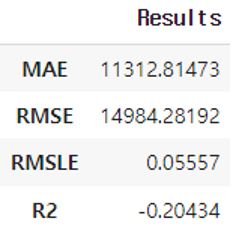 Results
MAE 11312.81473
RMSE 14984.28192
RMSLE 0.05557
R2 -0.20434